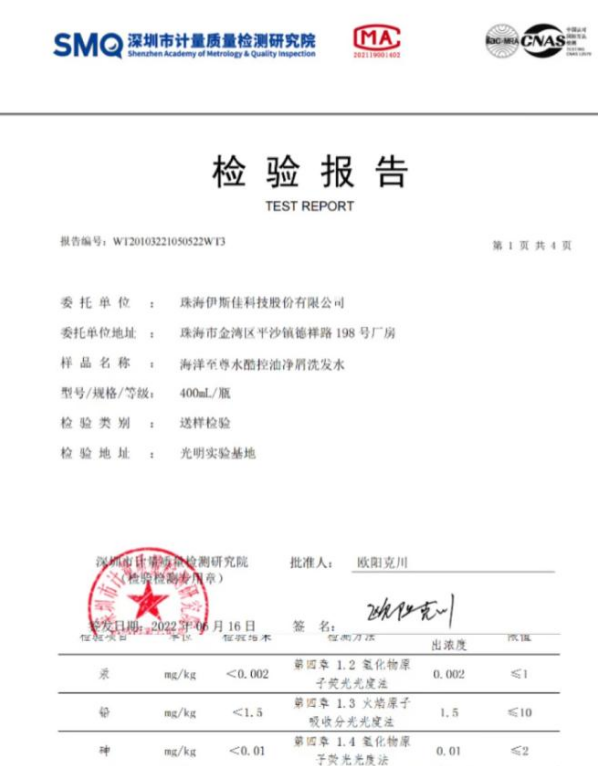 SMQ 深圳市计量质量检测研究院
Shenzhen Academy of Metrology & Quality Inspection
MA
202119001402
ilac-MRA CNAS
检验报告
TEST REPORT
报告编号：WT20103221050522WT3
第 1 页 共 4 页
委托单位：珠海伊斯佳科技股份有限公司
委托单位地址：珠海市金湾区平沙镇德祥路 198 号厂房
样品名称：海洋至尊水酷控油净屑洗发水
型号/规格/等级：400mL/瓶
检验类别：送样检验
检验地址：光明实验基地
深圳市计量质量检测研究院
（检验检测专用章）
批准人：欧阳克川
签发日期：2022 年 06 月 16 日
签名：欧阳克川
检验项目 单位 检验结果 检测方法 出浓度 限值
汞 mg/kg ＜0.002 第四章 1.2 氢化物原子荧光光度法 0.002 ≤1
铅 mg/kg ＜1.5 第四章 1.3 火焰原子吸收分光光度法 1.5 ≤10
砷 mg/kg ＜0.01 第四章 1.4 氢化物原子荧光光度法 0.01 ≤2